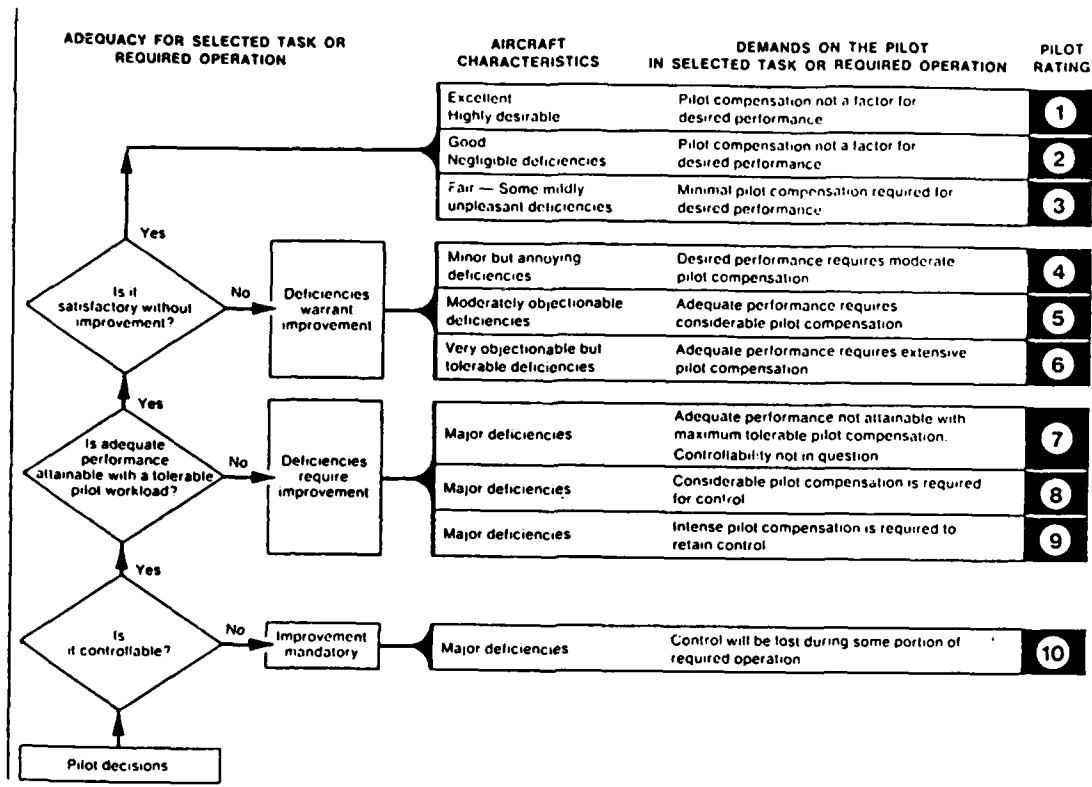 ADEQUACY FOR SELECTED TASK OR
REQUIRED OPERATION
AIRCRAFT
CHARACTERISTICS
DEMANDS ON THE PILOT
IN SELECTED TASK OR REQUIRED OPERATION
PILOT
RATING
Excellent
Highly desirable
Pilot compensation not a factor for
desired performance
1
Good
Negligible deficiencies
Pilot compensation not a factor for
desired performance
2
Fair — Some mildly
unpleasant deficiencies
Minimal pilot compensation required for
desired performance
3
Yes
Is it
satisfactory without
improvement?
No
Deficiencies
warrant
improvement
Minor but annoying
deficiencies
Desired performance requires moderate
pilot compensation
4
Moderately objectionable
deficiencies
Adequate performance requires
considerable pilot compensation
5
Very objectionable but
tolerable deficiencies
Adequate performance requires extensive
pilot compensation
6
Yes
Is adequate
performance
attainable with a tolerable
pilot workload?
No
Deficiencies
require
improvement
Major deficiencies
Adequate performance not attainable with
maximum tolerable pilot compensation.
Controllability not in question
7
Major deficiencies
Considerable pilot compensation is required
for control
8
Major deficiencies
Intense pilot compensation is required to
retain control
9
Yes
Is
it controllable?
No
Improvement
mandatory
Major deficiencies
Control will be lost during some portion of
required operation
10
Pilot decisions